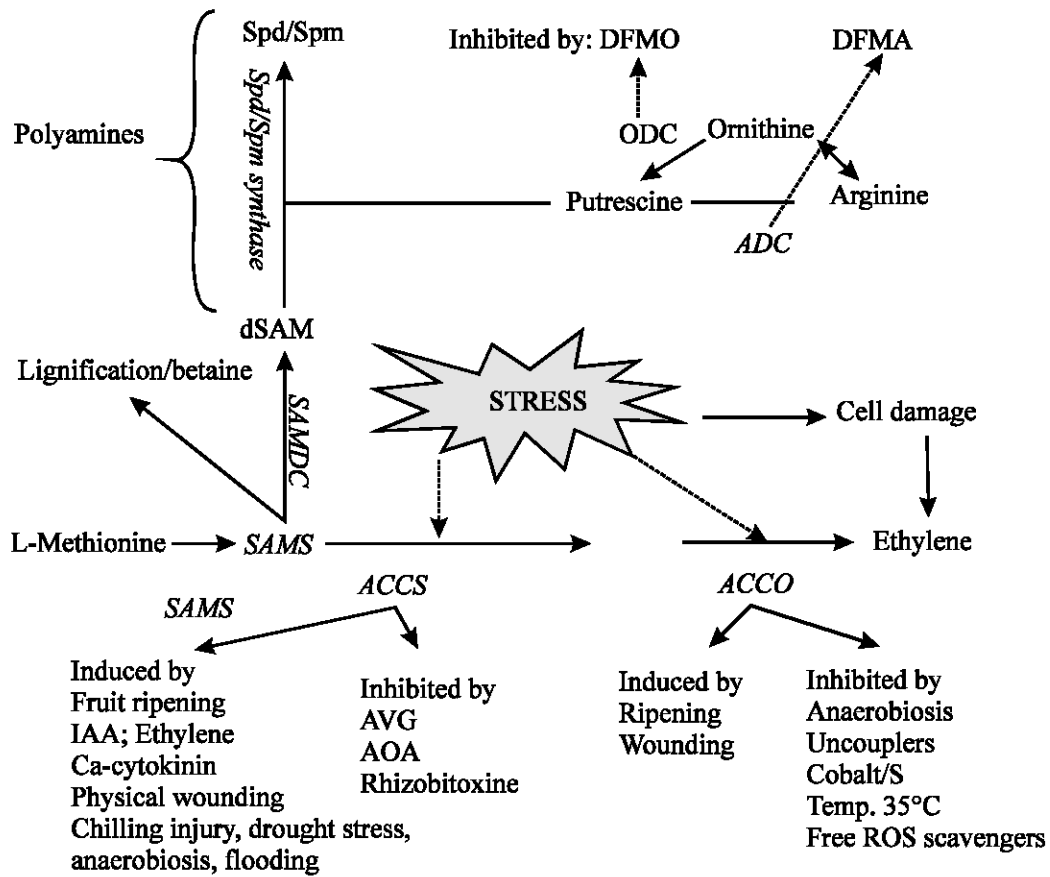 Spd/Spm
Inhibited by: DFMO
DFMA
Polyamines
Spd/Spm synthase
ODC
Ornithine
Putrescine
Arginine
ADC
dSAM
Lignification/betaine
STRESS
Cell damage
SAMDC
L-Methionine
SAMS
Ethylene
SAMS
ACCS
ACCO
Induced by
Fruit ripening
IAA; Ethylene
Ca-cytokinin
Physical wounding
Chilling injury, drought stress,
anaerobiosis, flooding
Inhibited by
AVG
AOA
Rhizobitoxine
Induced by
Ripening
Wounding
Inhibited by
Anaerobiosis
Uncouplers
Cobalt/S
Temp. 35°C
Free ROS scavengers